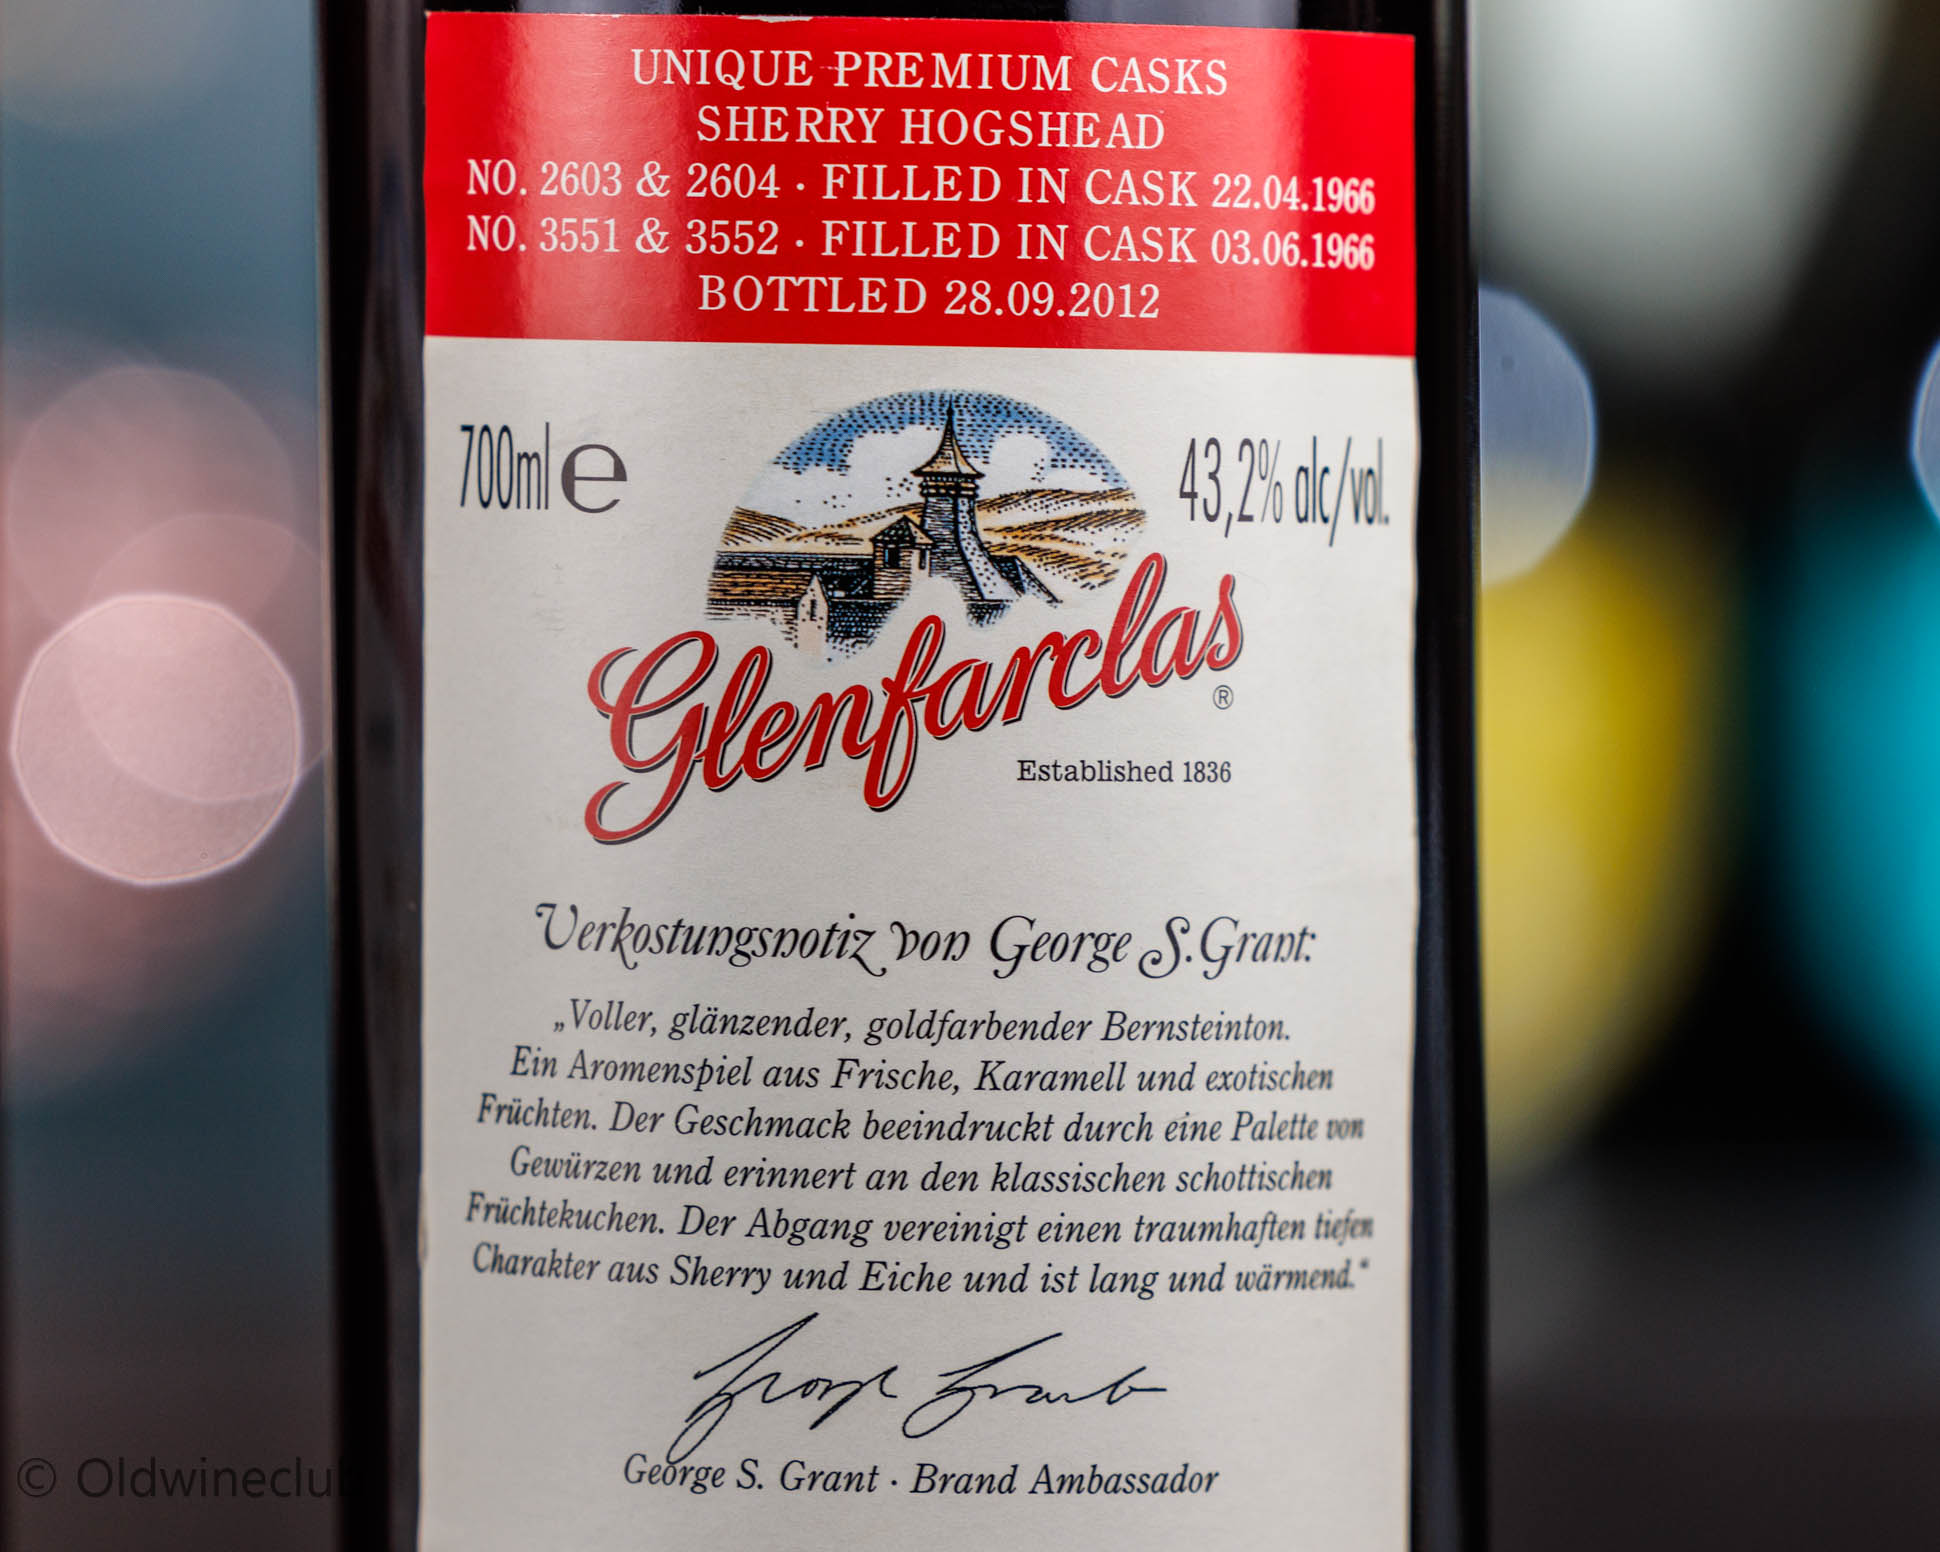 UNIQUE PREMIUM CASKS
SHERRY HOGSHEAD
NO. 2603 & 2604 · FILLED IN CASK 22.04.1966
NO. 3551 & 3552 · FILLED IN CASK 03.06.1966
BOTTLED 28.09.2012
700ml e
43,2% alc/vol.
Glenfarclas
®
Established 1836
Verkostungsnotiz von George S. Grant:
„Voller, glänzender, goldfarbender Bernsteinton.
Ein Aromenspiel aus Frische, Karamell und exotischen
Früchten. Der Geschmack beeindruckt durch eine Palette von
Gewürzen und erinnert an den klassischen schottischen
Früchtekuchen. Der Abgang vereinigt einen traumhaften tiefen
Charakter aus Sherry und Eiche und ist lang und wärmend.“
George Grant
George S. Grant · Brand Ambassador
© Oldwineclub